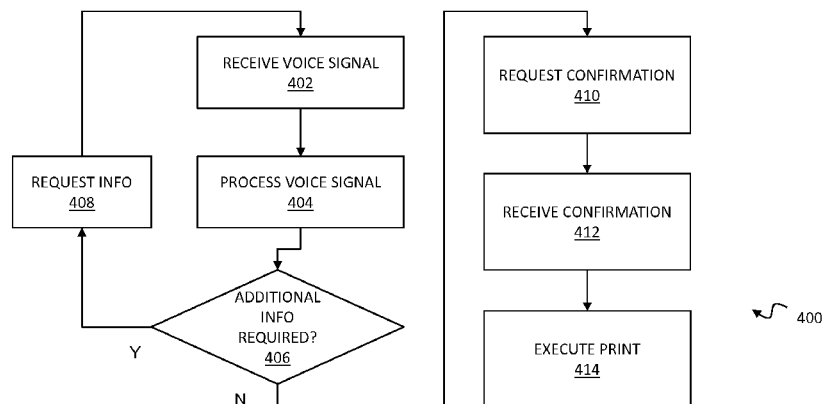 RECEIVE VOICE SIGNAL
402
PROCESS VOICE SIGNAL
404
REQUEST INFO
408
ADDITIONAL
INFO
REQUIRED?
406
Y
N
REQUEST CONFIRMATION
410
RECEIVE CONFIRMATION
412
EXECUTE PRINT
414
400